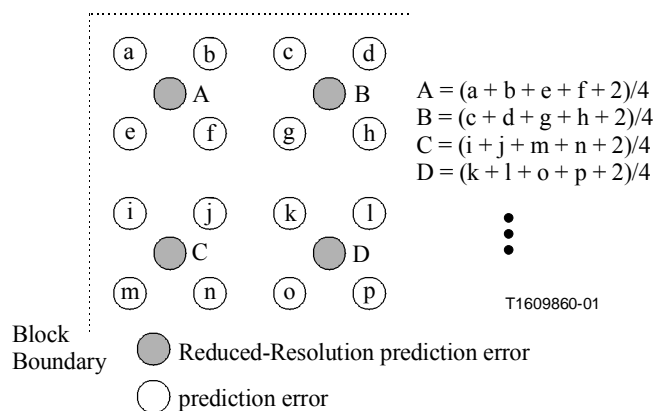 a b c d
A B
e f g h
A = (a + b + e + f + 2)/4
B = (c + d + g + h + 2)/4
C = (i + j + m + n + 2)/4
D = (k + l + o + p + 2)/4
i j k l
C D
m n o p
T1609860-01
Block
Boundary
Reduced-Resolution prediction error
prediction error